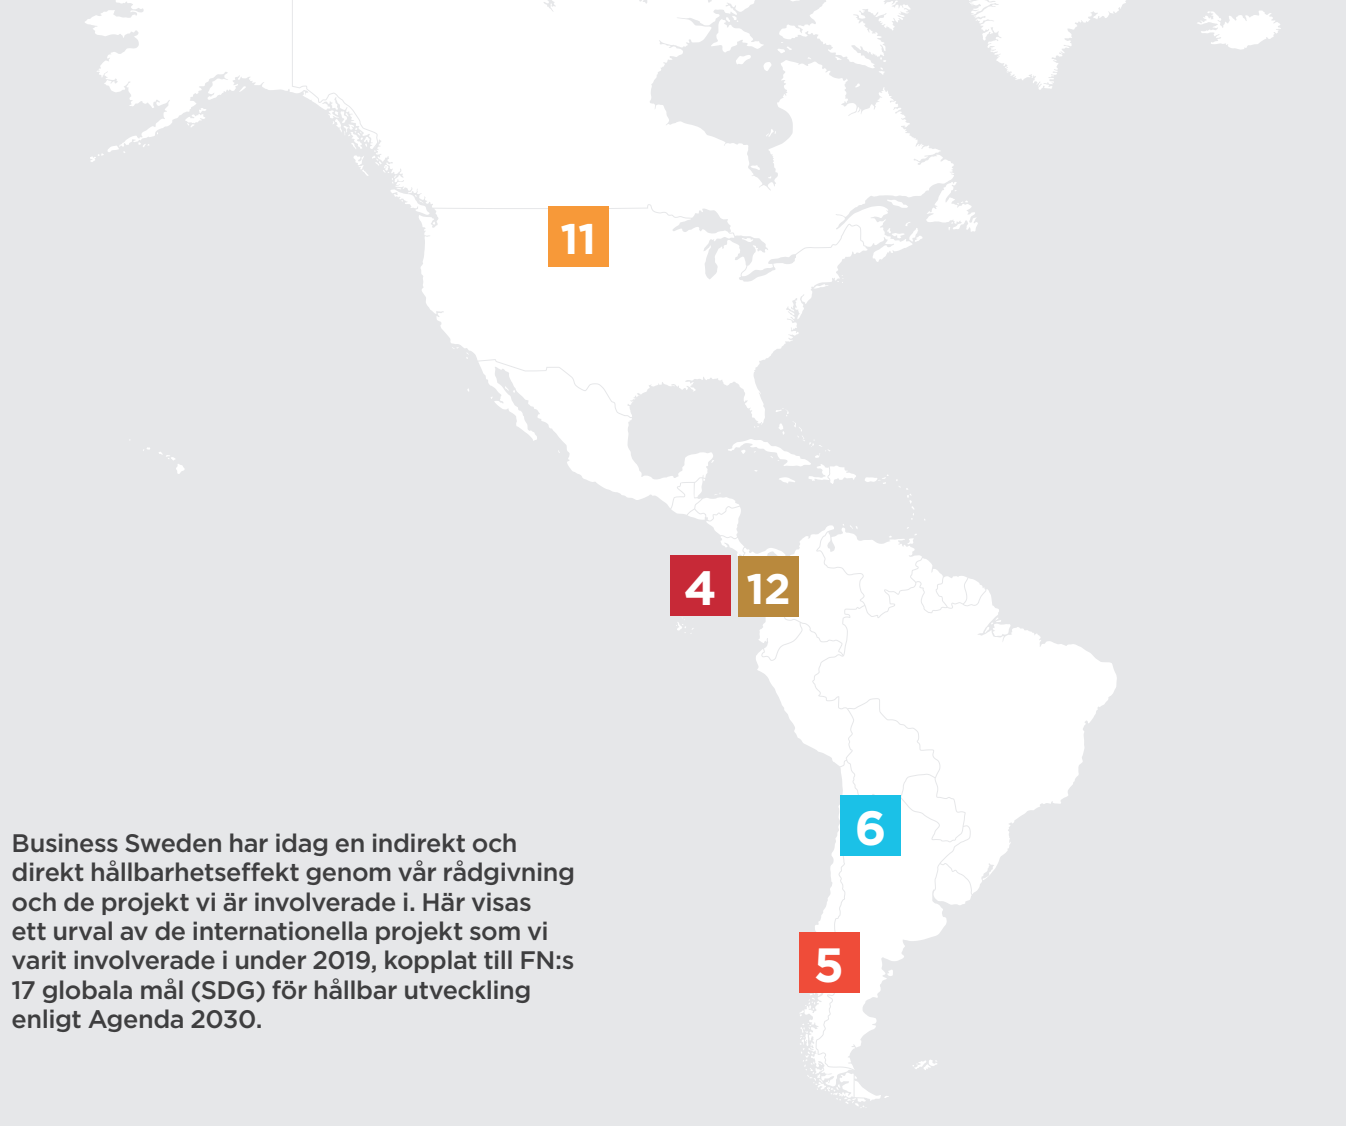 11
4 12
6
Business Sweden har idag en indirekt och
direkt hållbarhetseffekt genom vår rådgivning
och de projekt vi är involverade i. Här visas
ett urval av de internationella projekt som vi
varit involverade i under 2019, kopplat till FN:s
17 globala mål (SDG) för hållbar utveckling
enligt Agenda 2030.
5